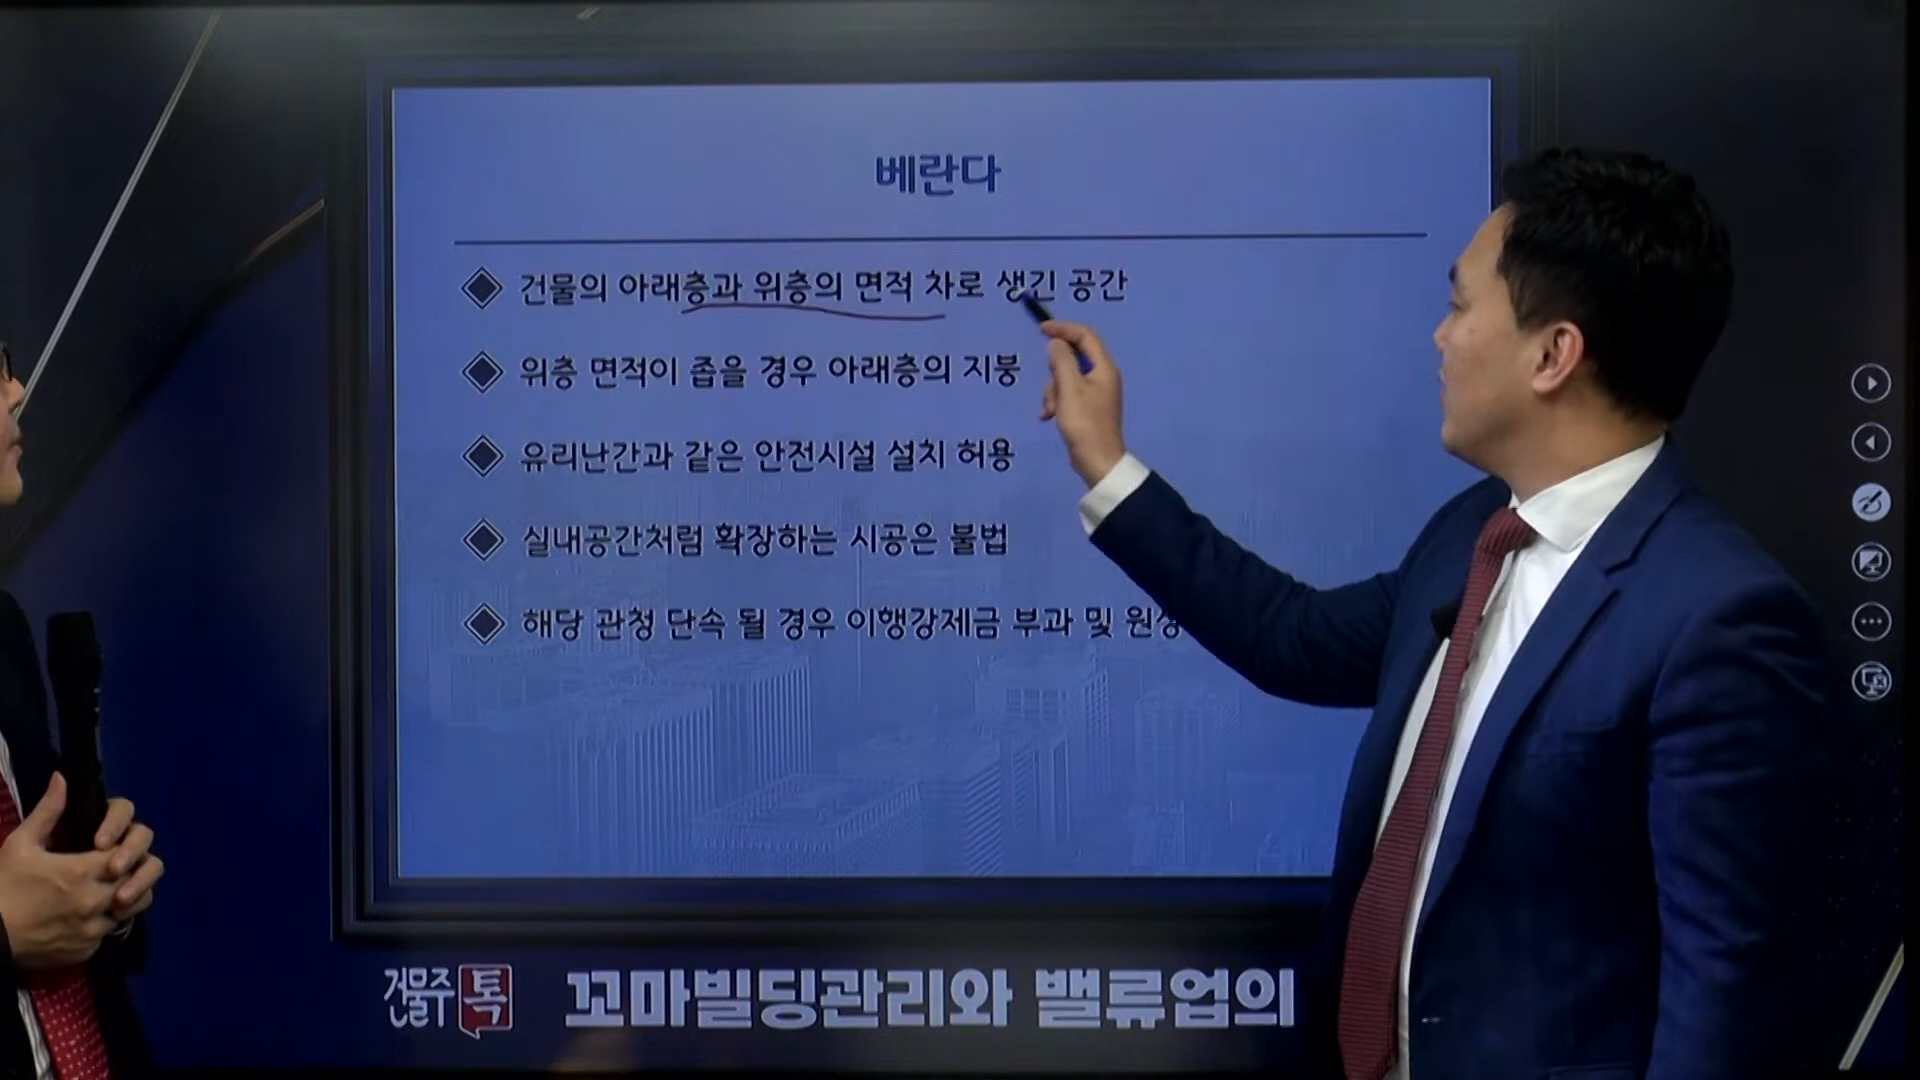 베란다
건물의 아래층과 위층의 면적 차로 생긴 공간
위층 면적이 좁을 경우 아래층의 지붕
유리난간과 같은 안전시설 설치 허용
실내공간처럼 확장하는 시공은 불법
해당 관청 단속 될 경우 이행강제금 부과 및
건물주톡
꼬마빌딩관리와 밸류업의